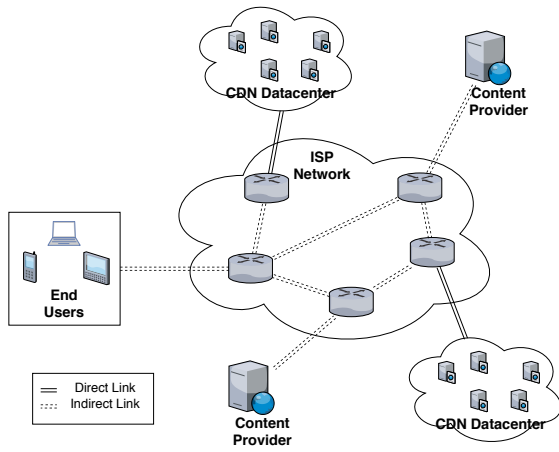 CDN Datacenter
Content
Provider
ISP
Network
End
Users
Direct Link
Indirect Link
Content
Provider
CDN Datacenter